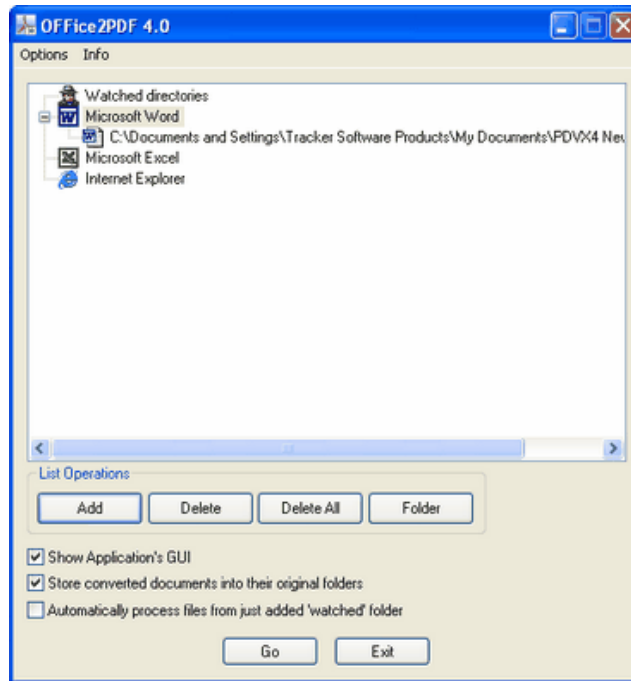 OFFice2PDF 4.0
Options Info
Watched directories
Microsoft Word
C:\Documents and Settings\Tracker Software Products\My Documents\PDVX4 Nev
Microsoft Excel
Internet Explorer
List Operations
Add Delete Delete All Folder
Show Application's GUI
Store converted documents into their original folders
Automatically process files from just added 'watched' folder
Go Exit